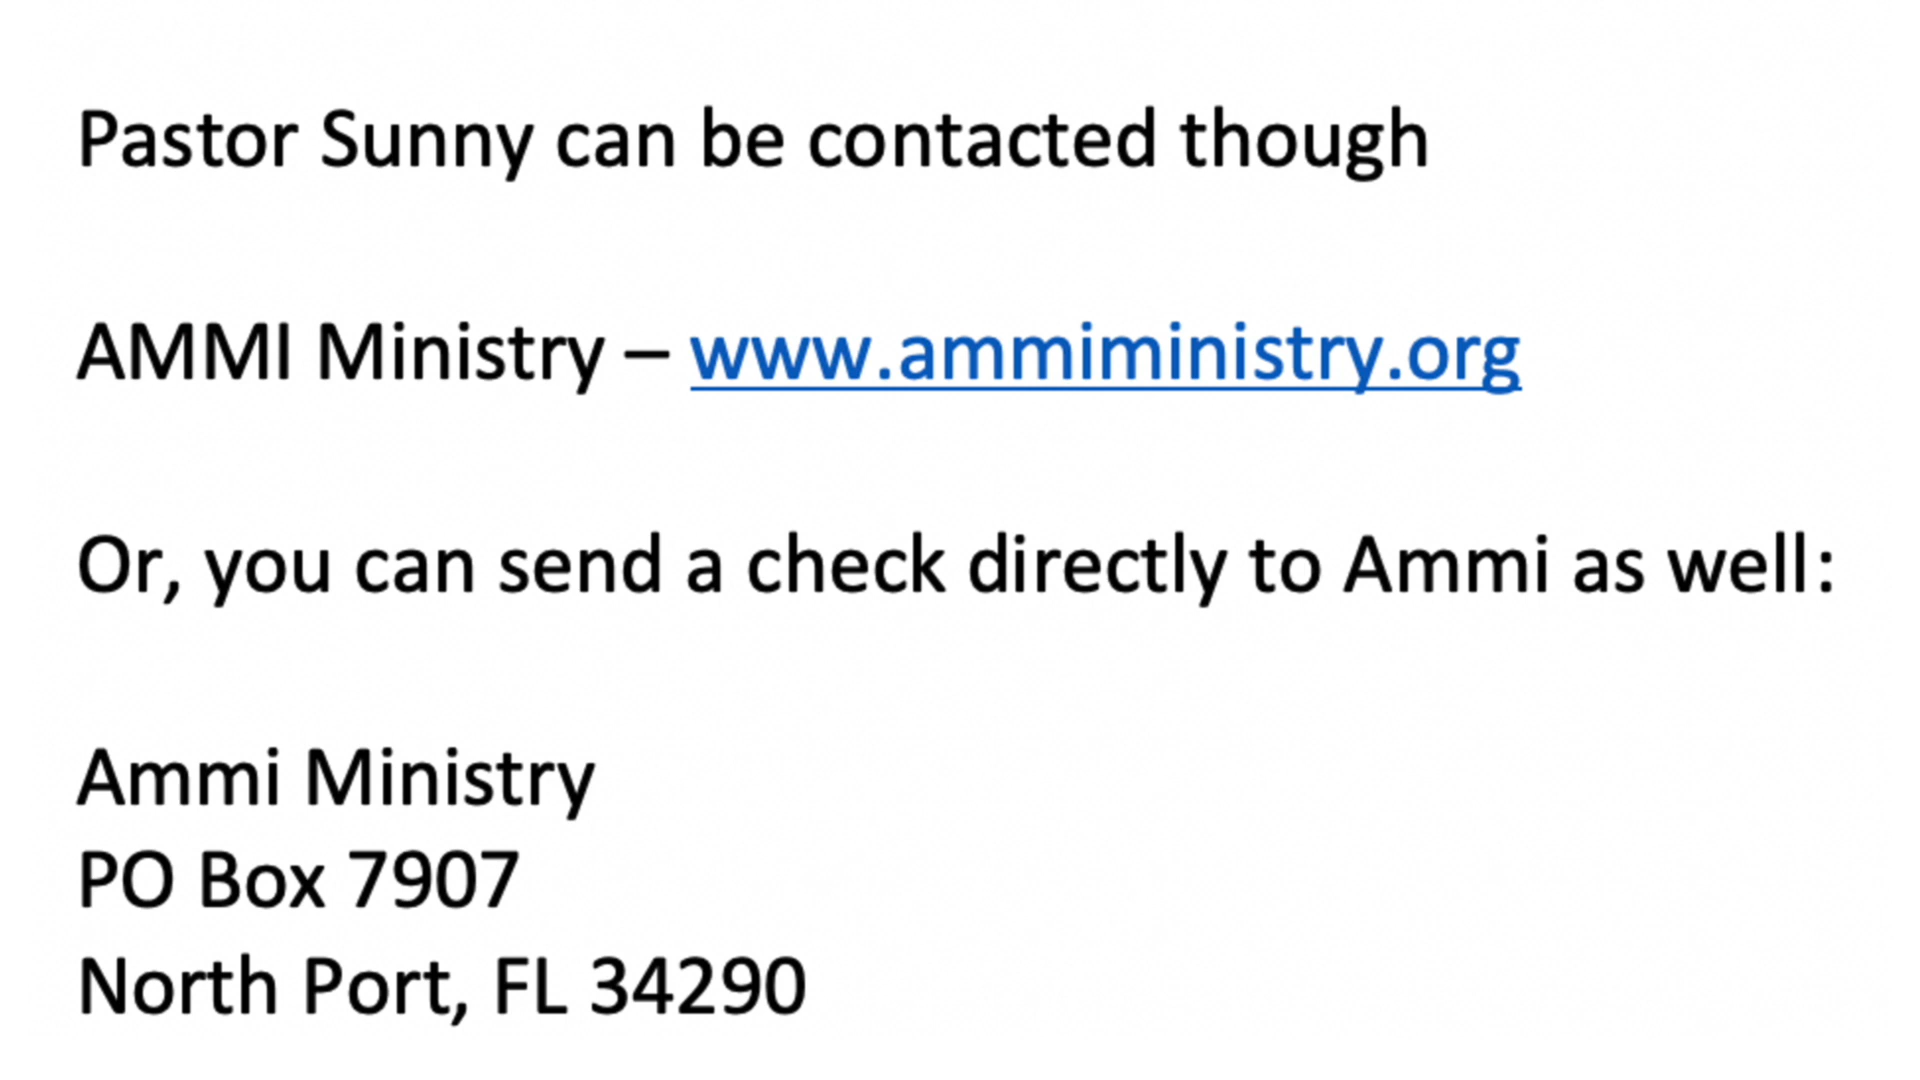 Pastor Sunny can be contacted though
AMMI Ministry – www.ammiministry.org
Or, you can send a check directly to Ammi as well:
Ammi Ministry
PO Box 7907
North Port, FL 34290